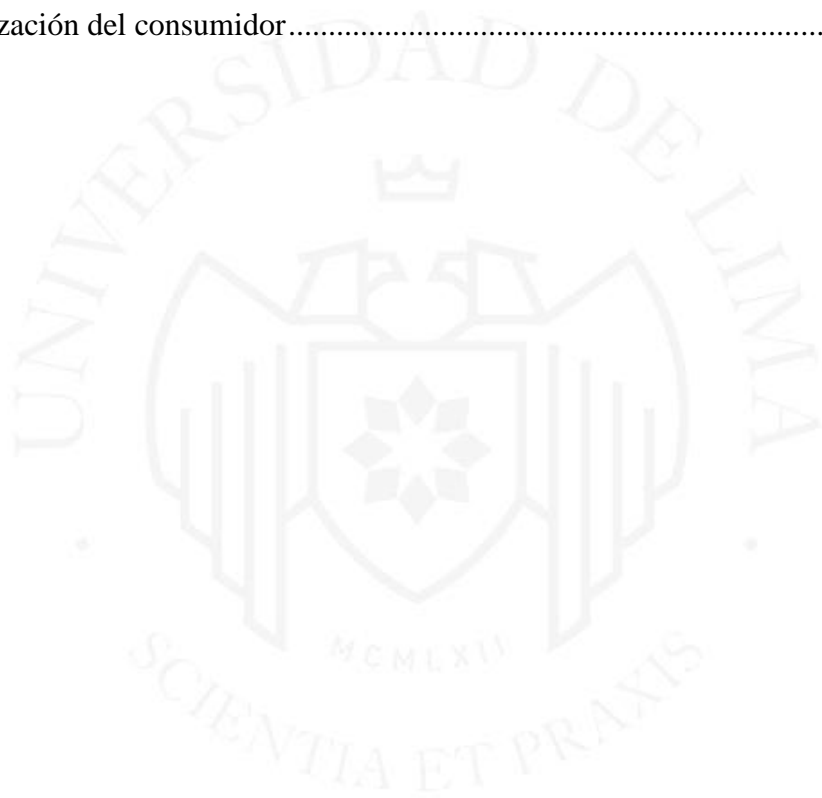 zación del consumidor.....................................................................
UNIVERSIDAD DE LIMA
MCMLXII
SCIENTIA ET PRAXIS